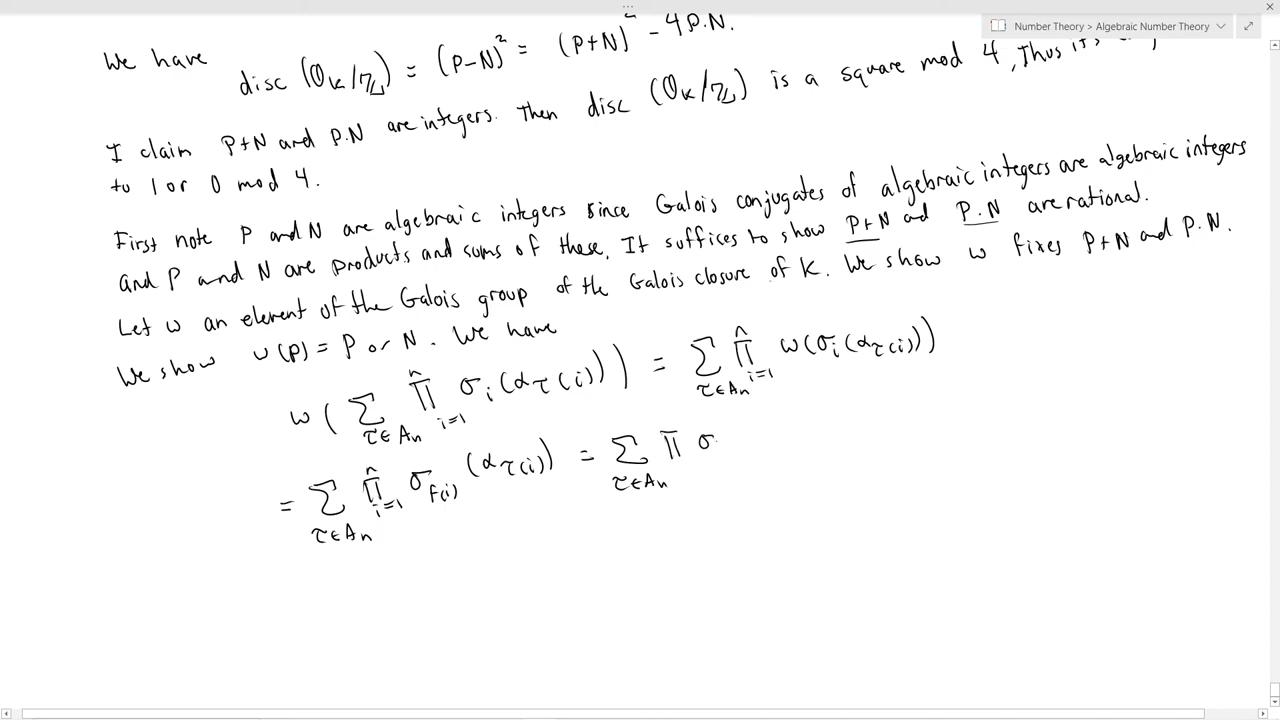 Number Theory > Algebraic Number Theory
We have
disc (O_K/ℤ) = (P-N)² = (P+N)² - 4P.N.
I claim P+N and P.N are integers. Then disc (O_K/ℤ) is a square mod 4, Thus it's
to 1 or 0 mod 4.
First note P and N are algebraic integers since Galois conjugates of algebraic integers are algebraic integers
and P and N are products and sums of these. It suffices to show P+N and P.N are rational.
Let ω an element of the Galois group of the Galois closure of K. We show ω fixes P+N and P.N.
We show ω(P) = P or N. We have
ω( ∑_{τ∈A_n} ∏_{i=1}^n σ_i(α_{τ(i)}) ) = ∑_{τ∈A_n} ∏_{i=1}^n ω(σ_i(α_{τ(i)}))
= ∑_{τ∈A_n} ∏_{i=1}^n σ_{f(i)} (α_{τ(i)}) = ∑_{τ∈A_n} ∏ σ